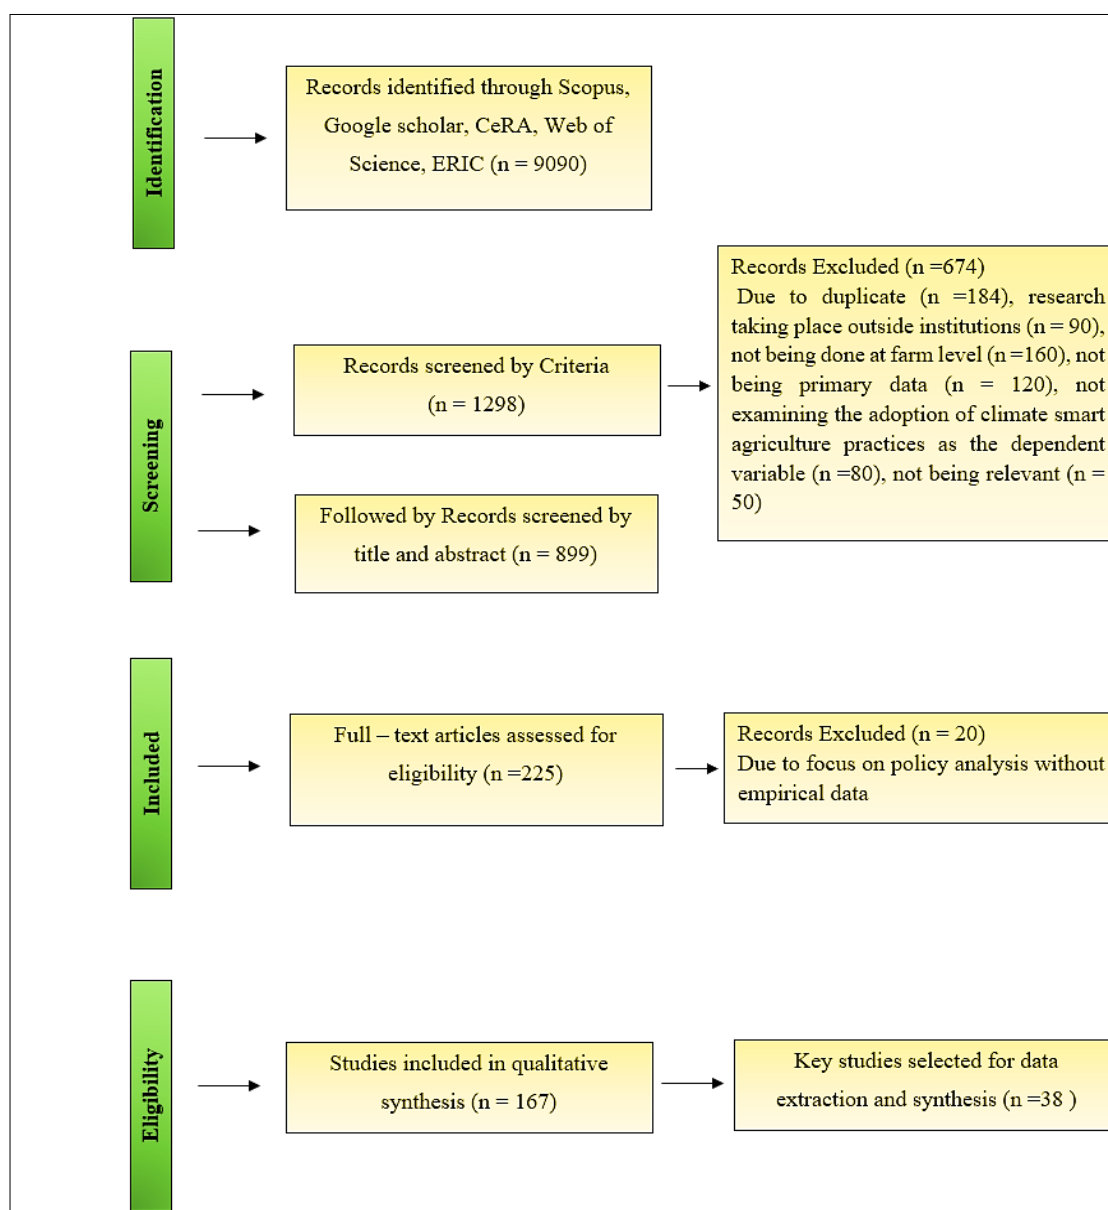 Identification
Records identified through Scopus,
Google scholar, CeRA, Web of
Science, ERIC (n = 9090)
Screening
Records screened by Criteria
(n = 1298)
Records Excluded (n =674)
Due to duplicate (n =184), research
taking place outside institutions (n = 90),
not being done at farm level (n =160), not
being primary data (n = 120), not
examining the adoption of climate smart
agriculture practices as the dependent
variable (n =80), not being relevant (n =
50)
Followed by Records screened by
title and abstract (n = 899)
Included
Full – text articles assessed for
eligibility (n =225)
Records Excluded (n = 20)
Due to focus on policy analysis without
empirical data
Eligibility
Studies included in qualitative
synthesis (n = 167)
Key studies selected for data
extraction and synthesis (n =38 )